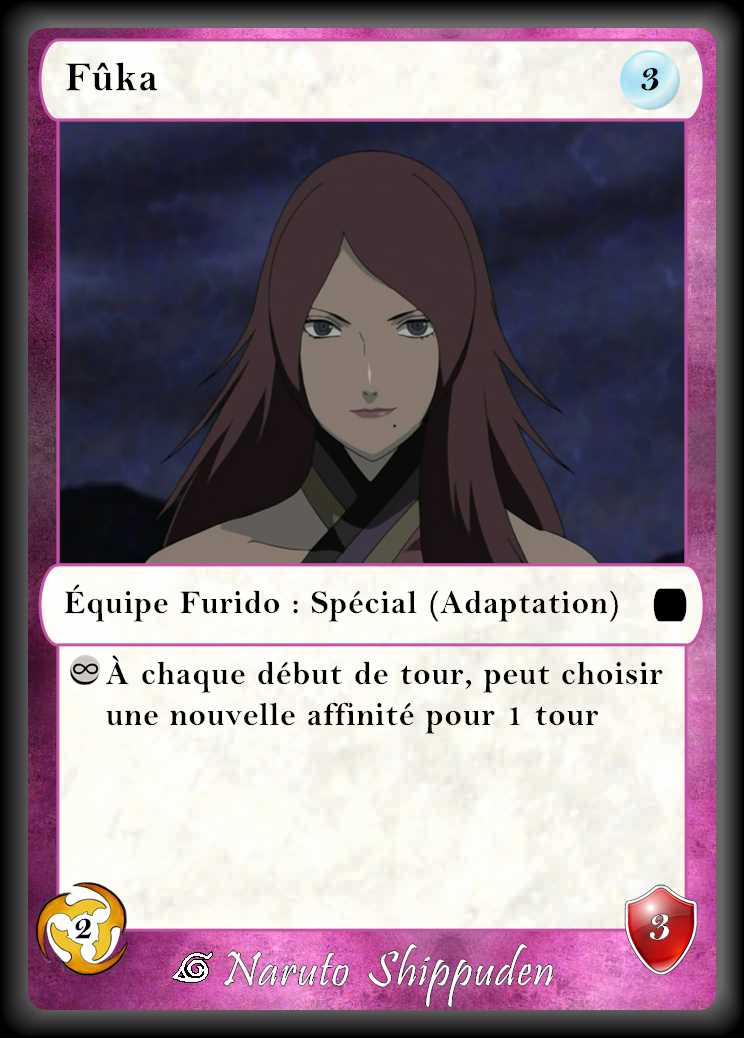 Fûka
3
Équipe Furido : Spécial (Adaptation)
∞ À chaque début de tour, peut choisir
une nouvelle affinité pour 1 tour
2
3
Naruto Shippuden